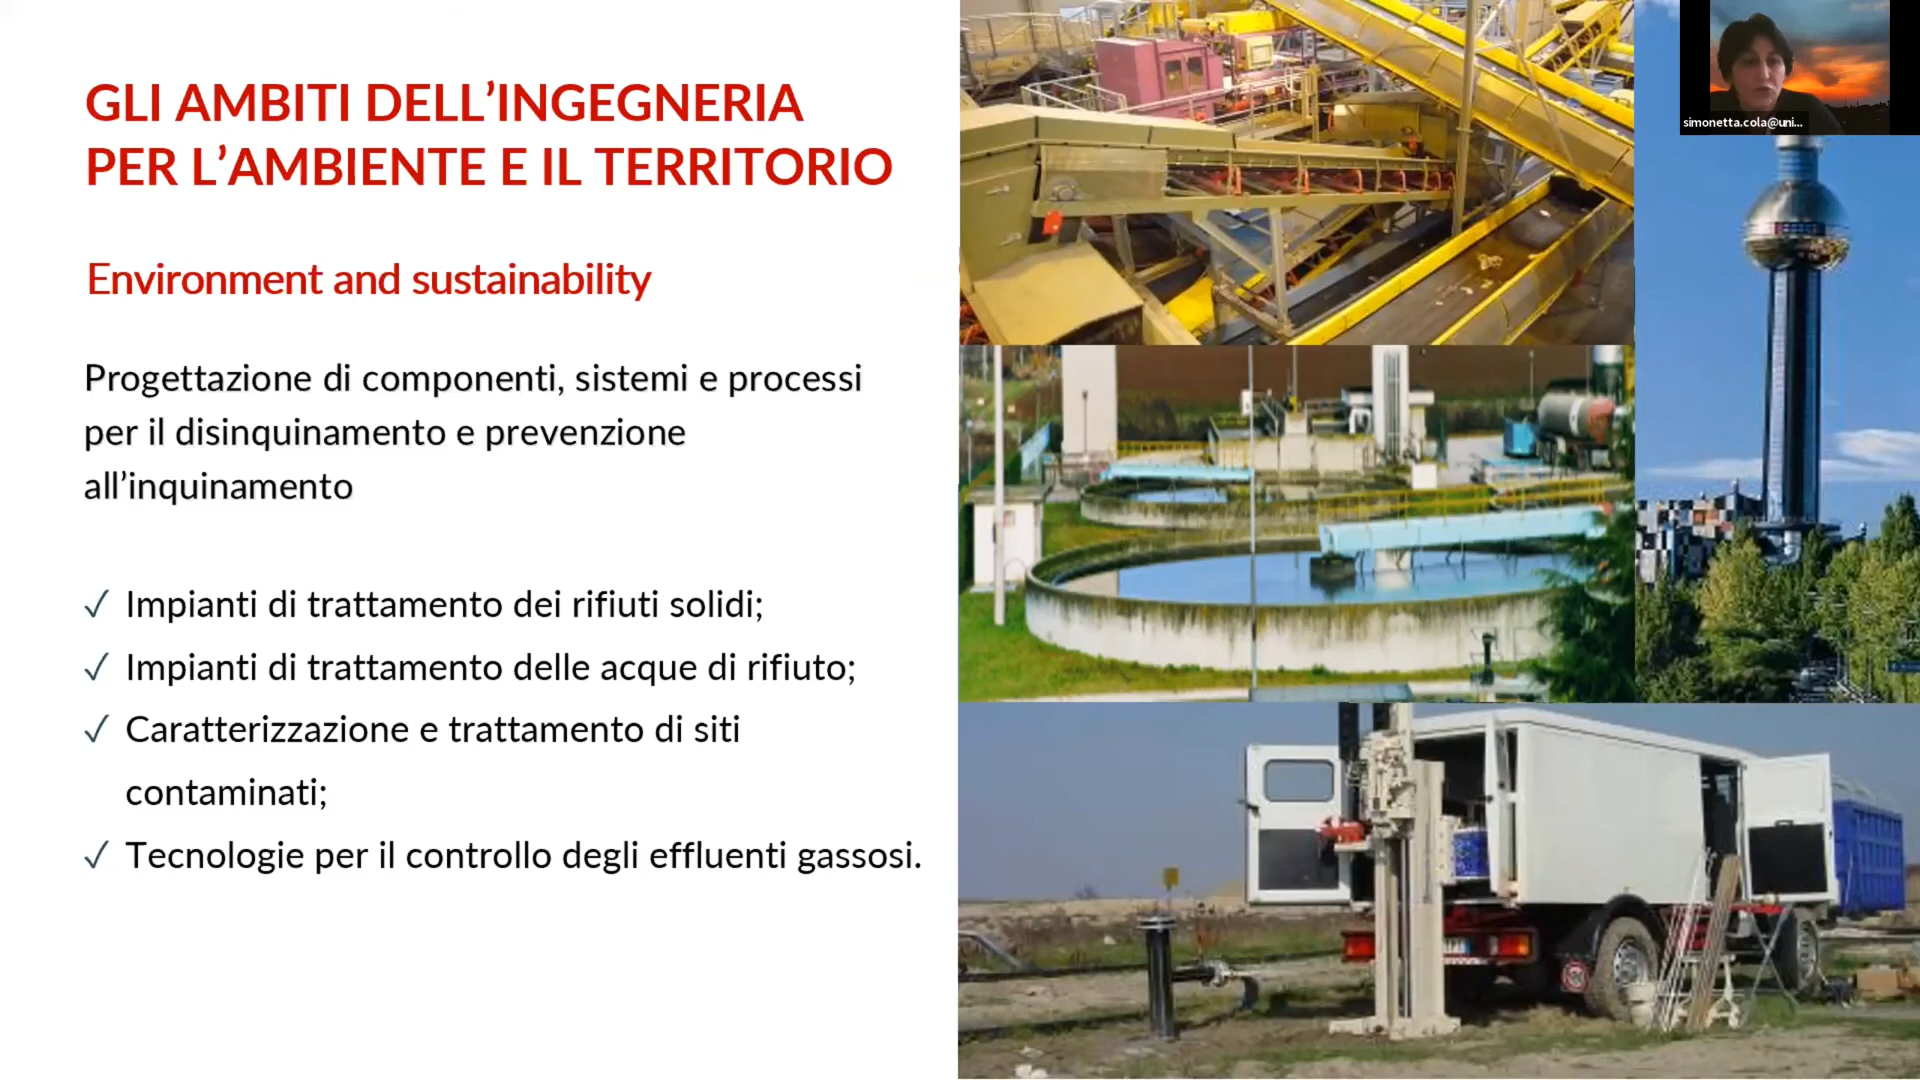 GLI AMBITI DELL’INGEGNERIA
PER L’AMBIENTE E IL TERRITORIO
Environment and sustainability
Progettazione di componenti, sistemi e processi
per il disinquinamento e prevenzione
all’inquinamento
✓ Impianti di trattamento dei rifiuti solidi;
✓ Impianti di trattamento delle acque di rifiuto;
✓ Caratterizzazione e trattamento di siti
contaminati;
✓ Tecnologie per il controllo degli effluenti gassosi.
simonetta.cola@uni...